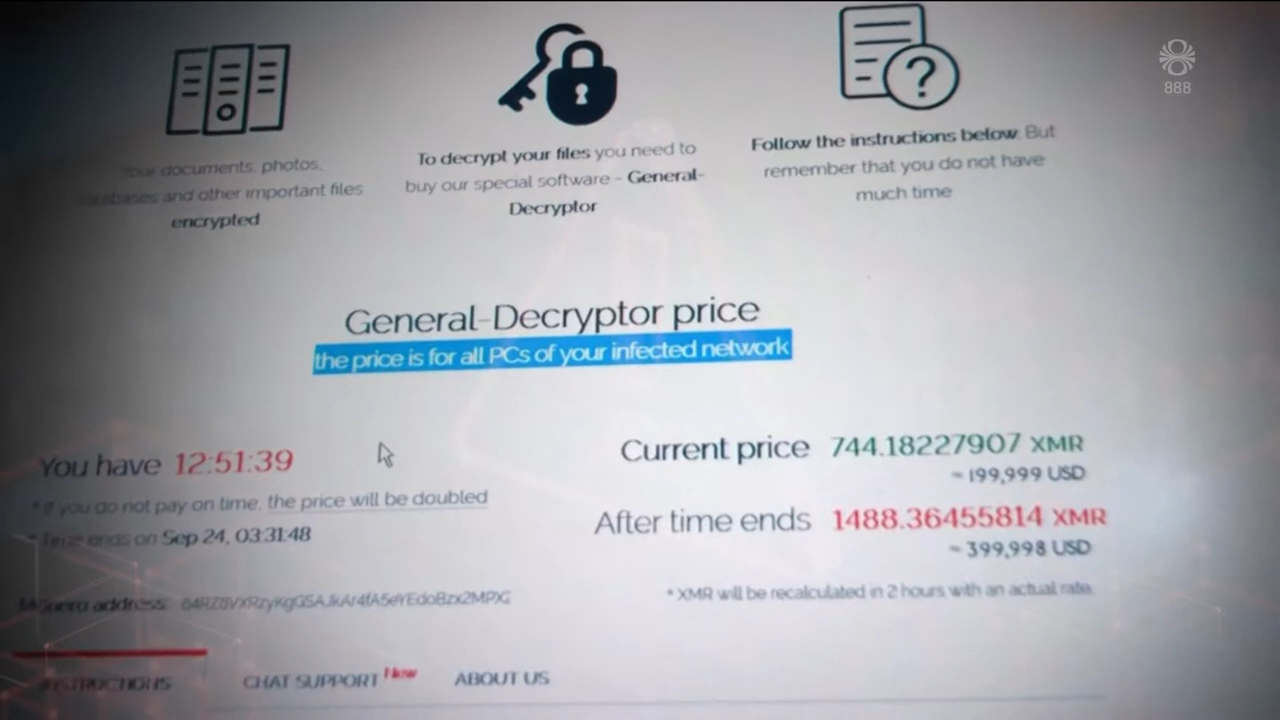 888
documents, photos,
and other important files
encrypted
To decrypt your files you need to
buy our special software - General-
Decryptor
Follow the instructions below. But
remember that you do not have
much time
General-Decryptor price
the price is for all PCs of your infected network
You have 12:51:39
* If you do not pay on time, the price will be doubled
* Time ends on Sep 24, 03:31:48
Current price 744.18227907 XMR
≈ 199,999 USD
After time ends 1488.36455814 XMR
≈ 399,998 USD
Monero address:
* XMR will be recalculated in 2 hours with an actual rate.
INSTRUCTIONS
CHAT SUPPORT New
ABOUT US